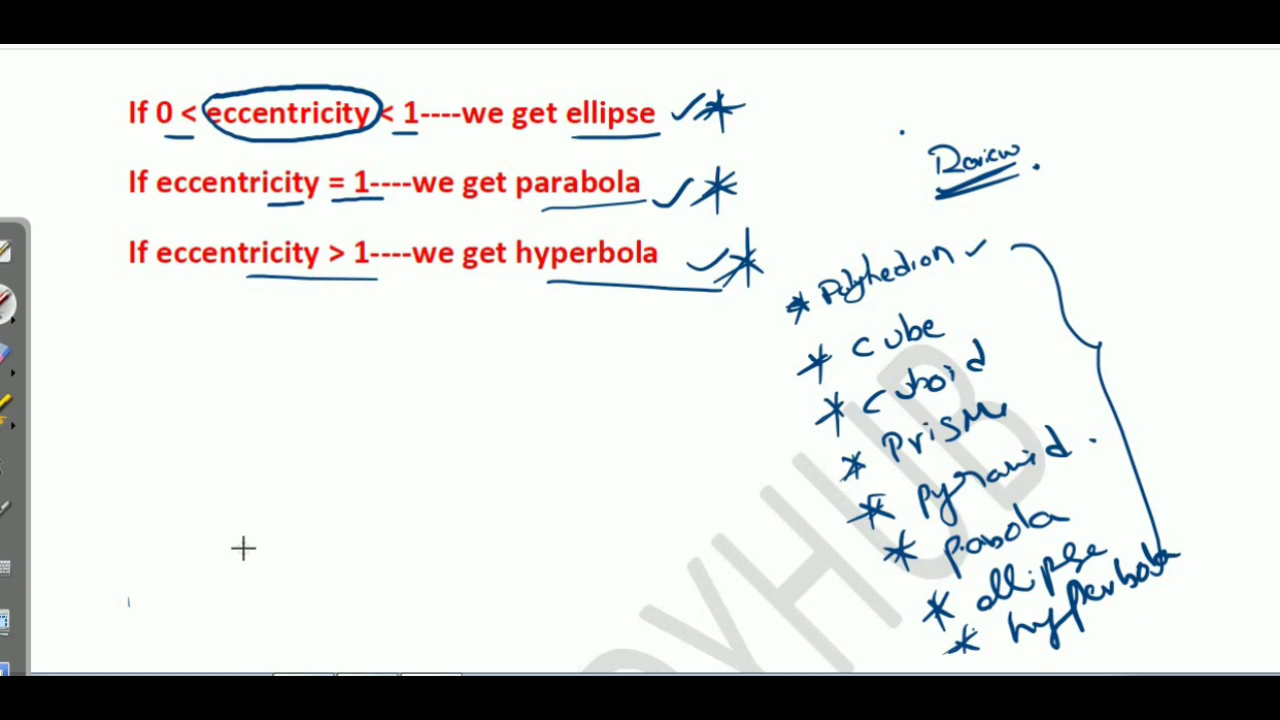 If 0 < eccentricity < 1----we get ellipse
If eccentricity = 1----we get parabola
If eccentricity > 1----we get hyperbola
Review
* Polyhedron
* cube
* cuboid
* prism
* pyramid.
* pabola
* ellipse
* hyperbola